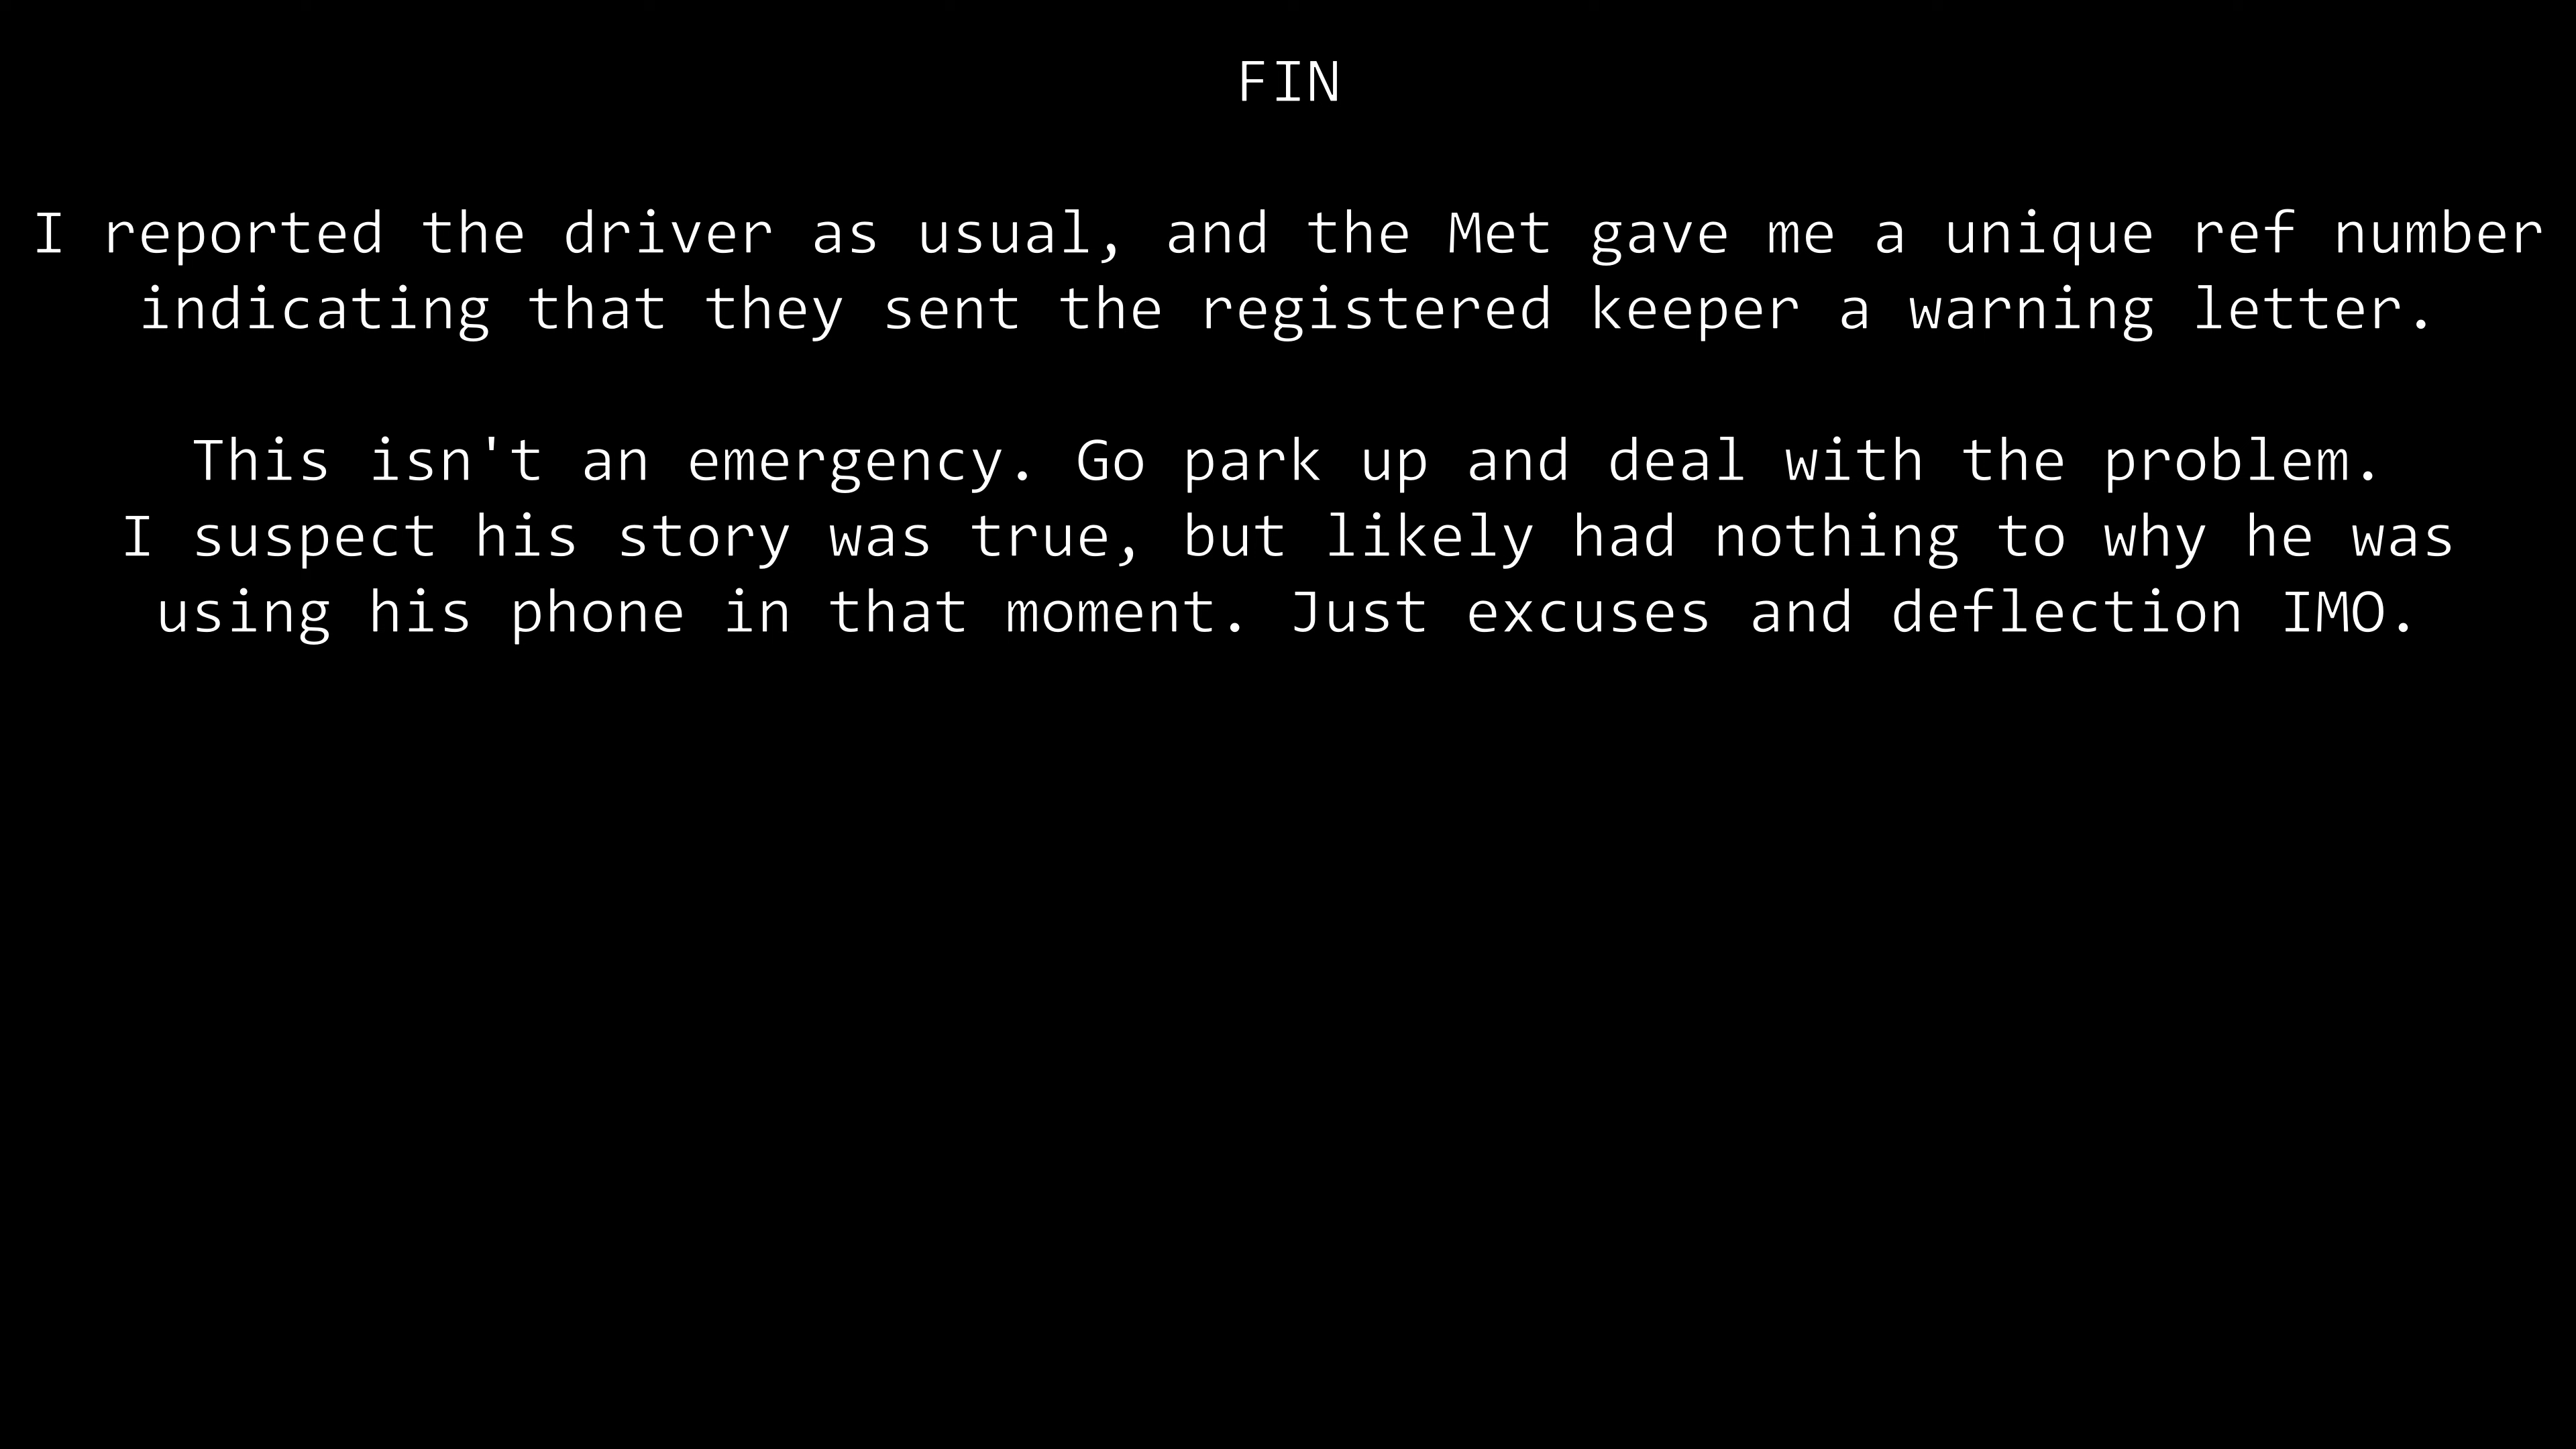 FIN
I reported the driver as usual, and the Met gave me a unique ref number
indicating that they sent the registered keeper a warning letter.
This isn't an emergency. Go park up and deal with the problem.
I suspect his story was true, but likely had nothing to why he was
using his phone in that moment. Just excuses and deflection IMO.